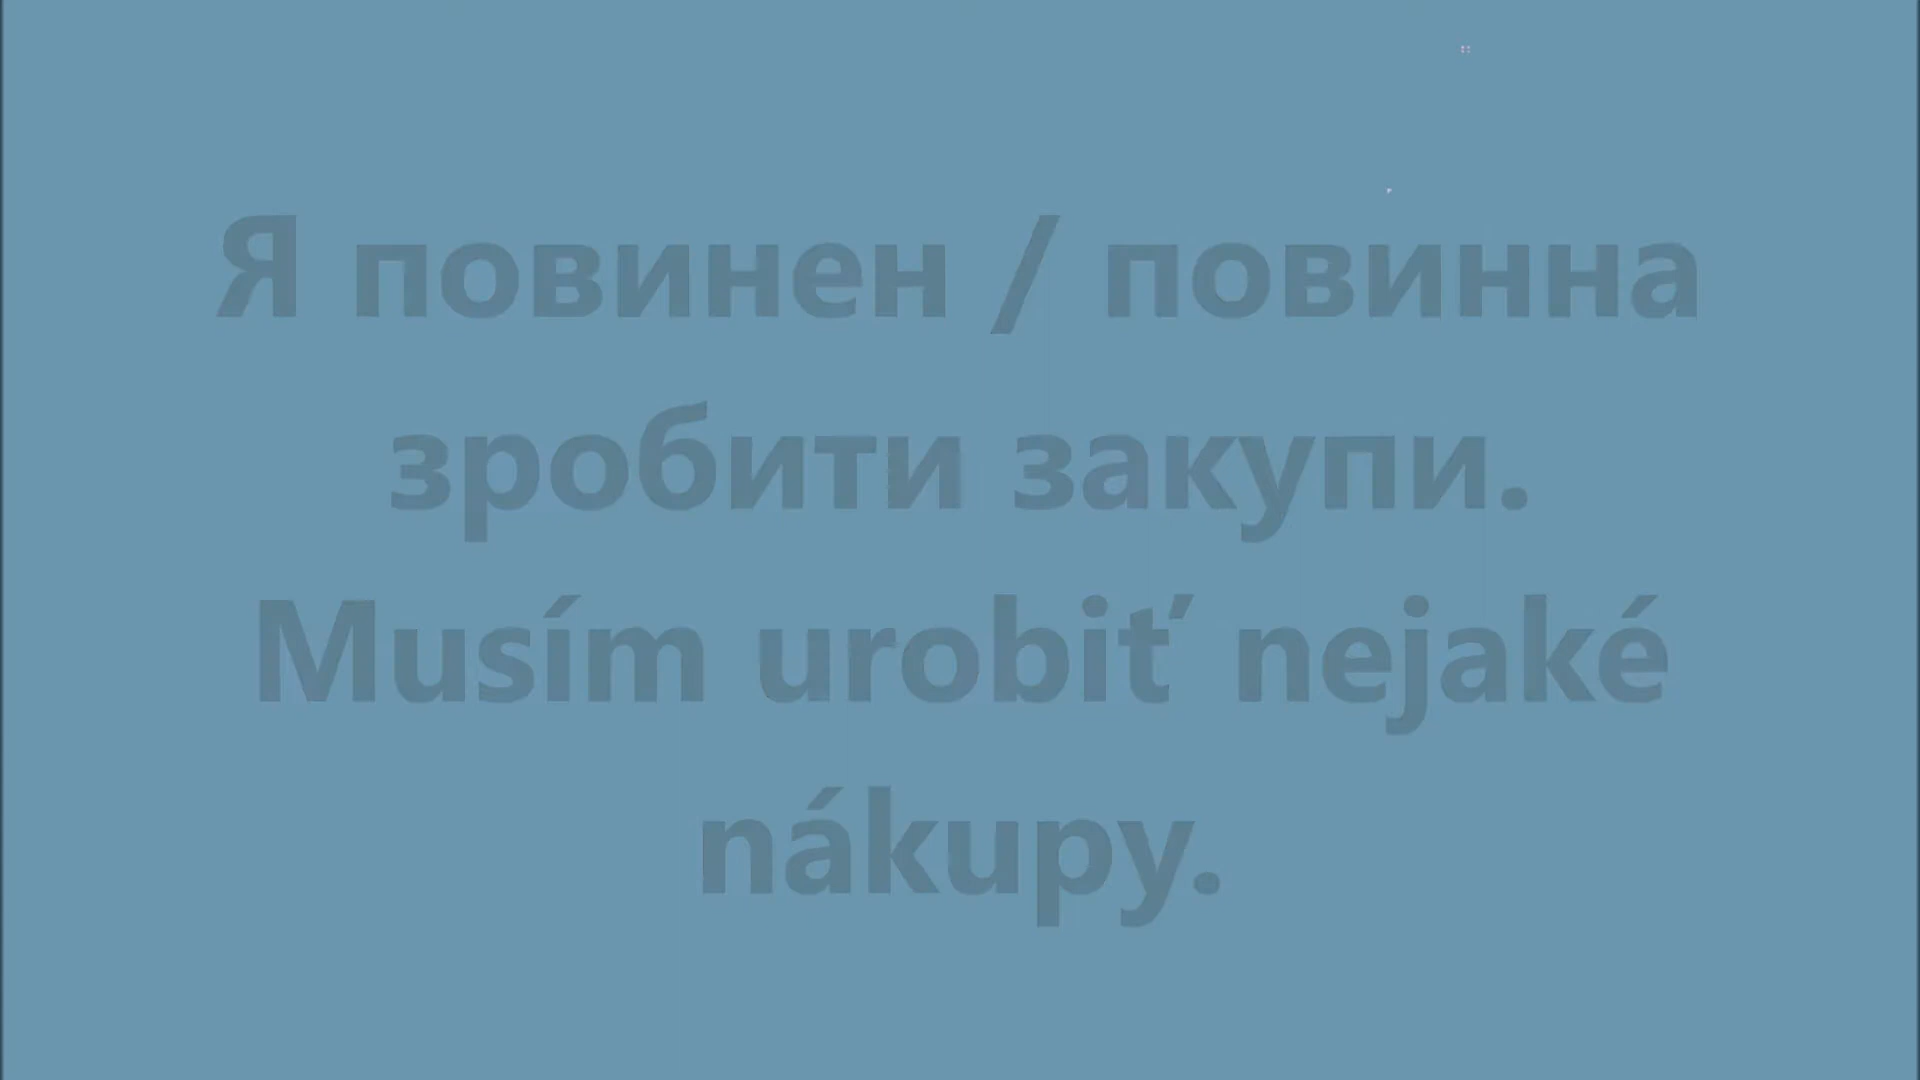 Я повинен / повинна
зробити закупи.
Musím urobiť nejaké
nákupy.